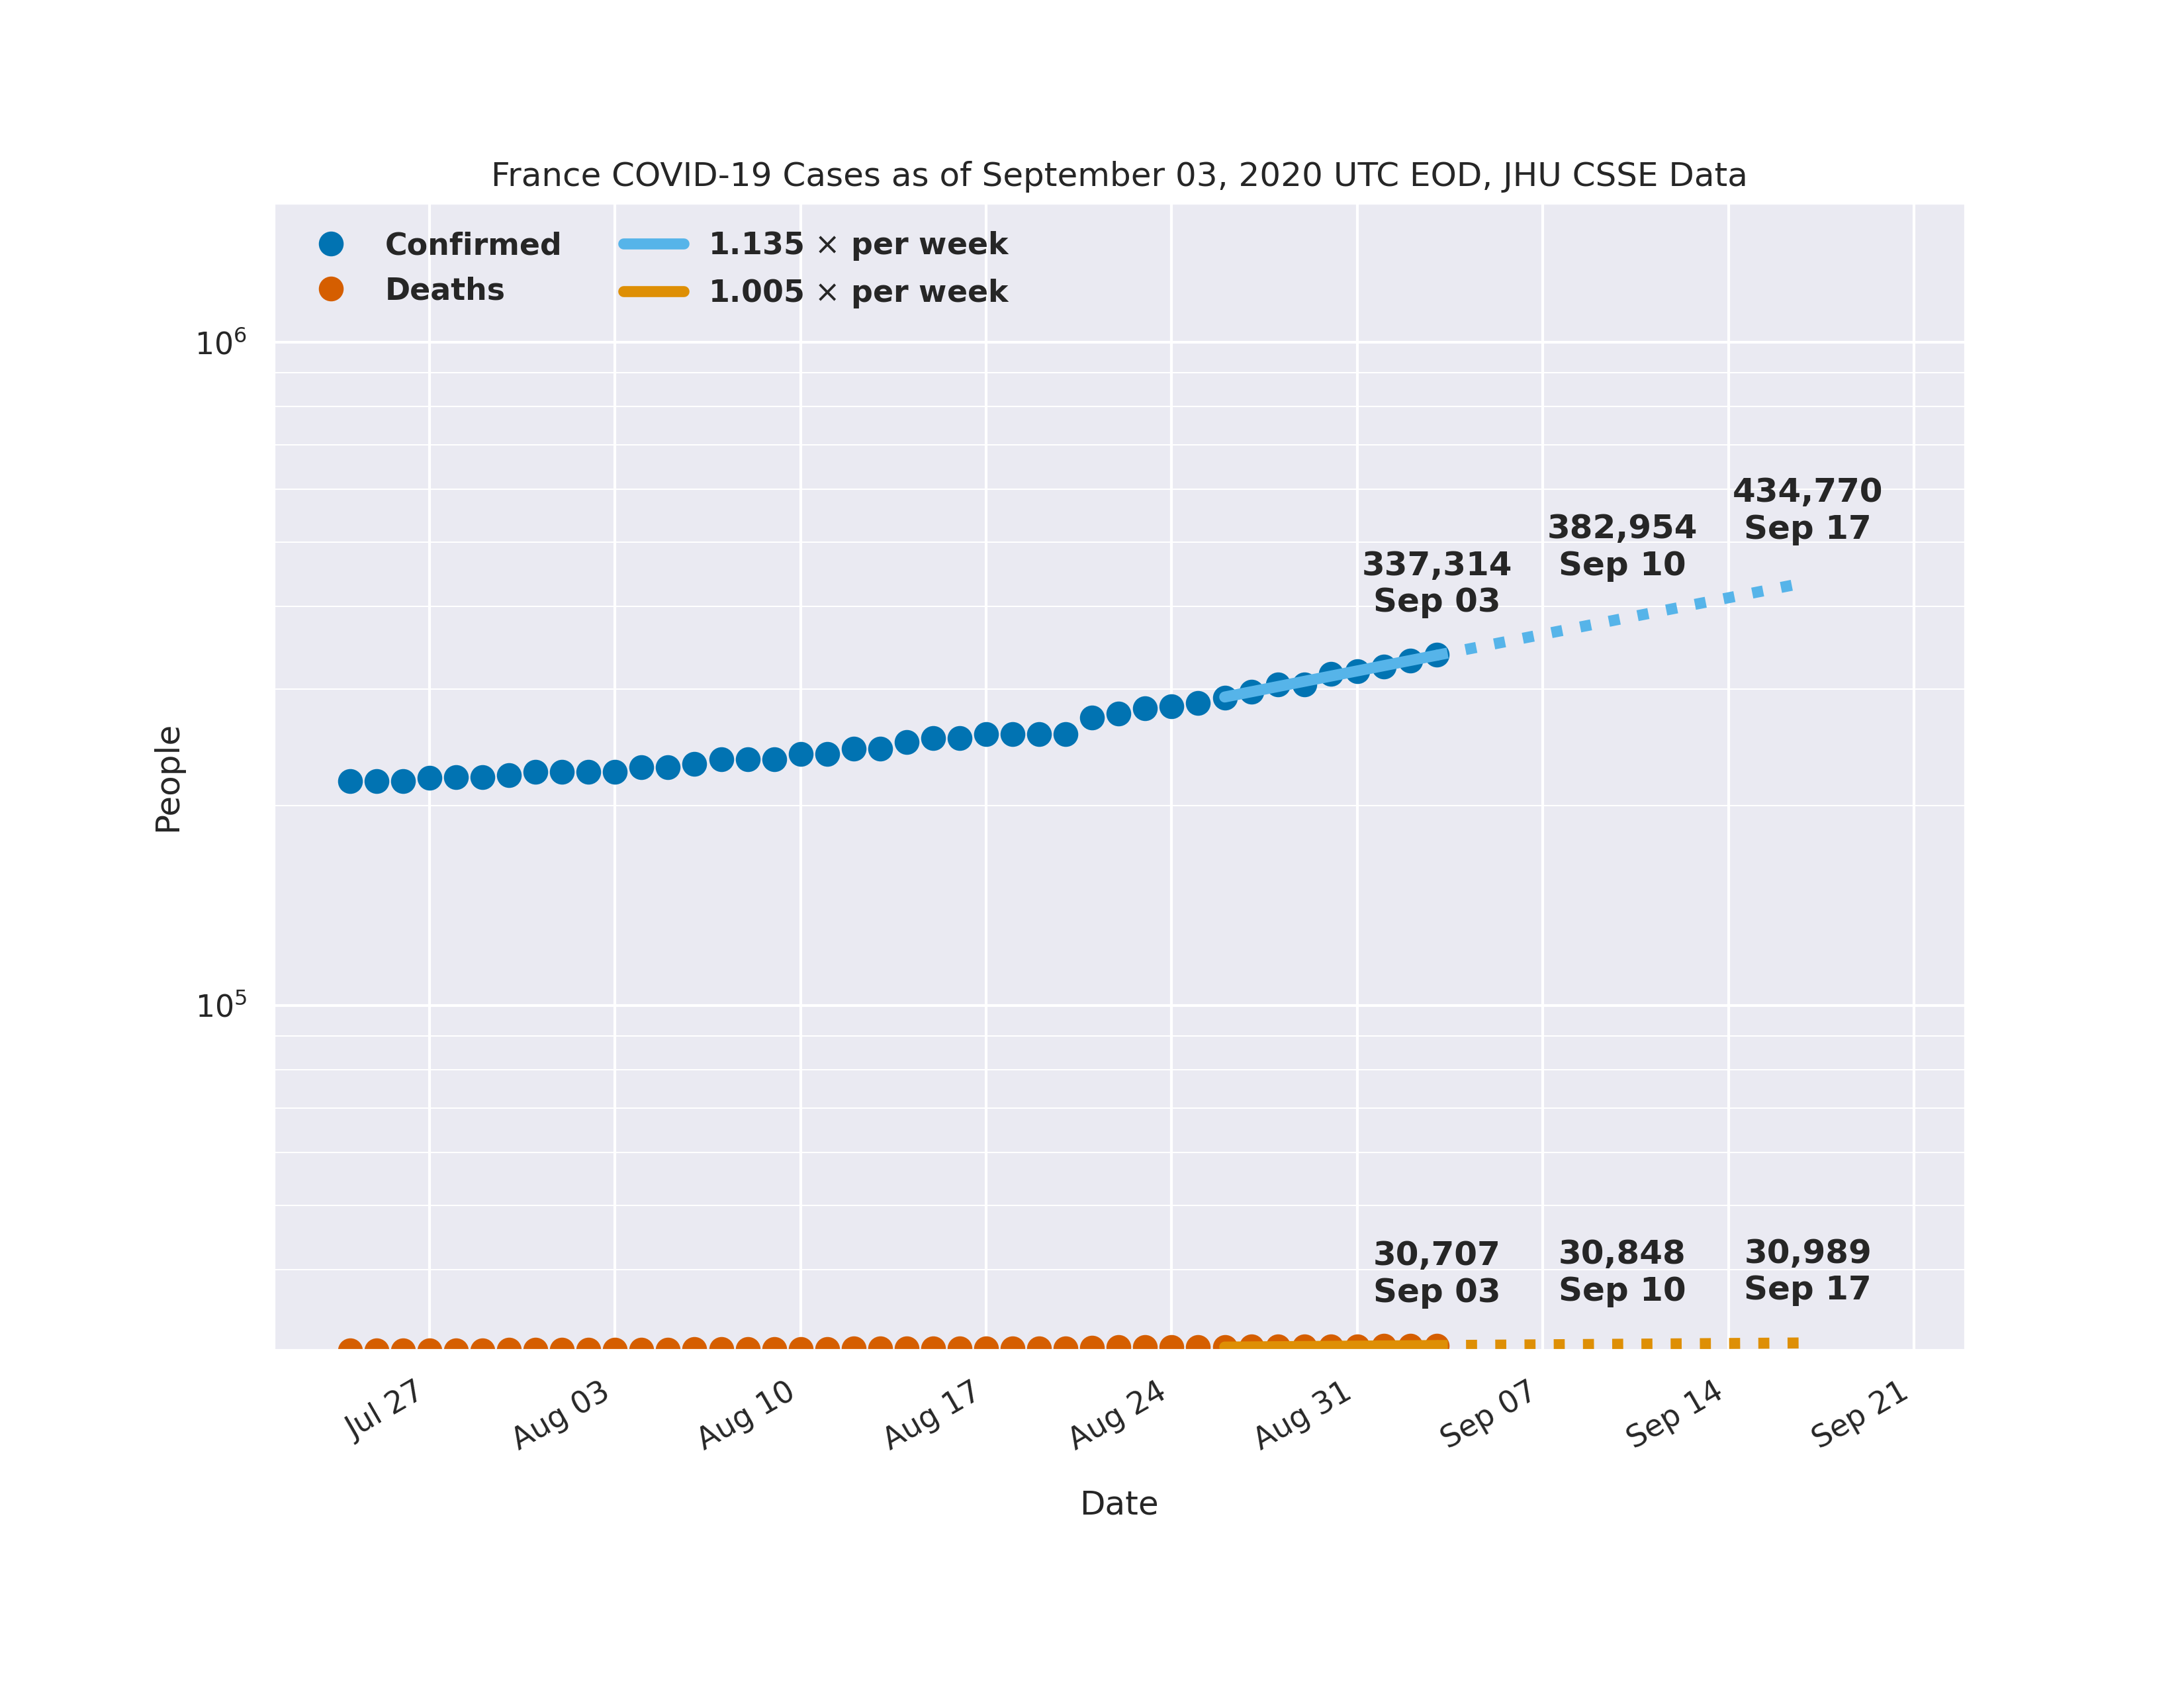 France COVID-19 Cases as of September 03, 2020 UTC EOD, JHU CSSE Data
Confirmed
Deaths
1.135 × per week
1.005 × per week
10⁶
10⁵
People
434,770
Sep 17
382,954
Sep 10
337,314
Sep 03
30,707
Sep 03
30,848
Sep 10
30,989
Sep 17
Jul 27
Aug 03
Aug 10
Aug 17
Aug 24
Aug 31
Sep 07
Sep 14
Sep 21
Date